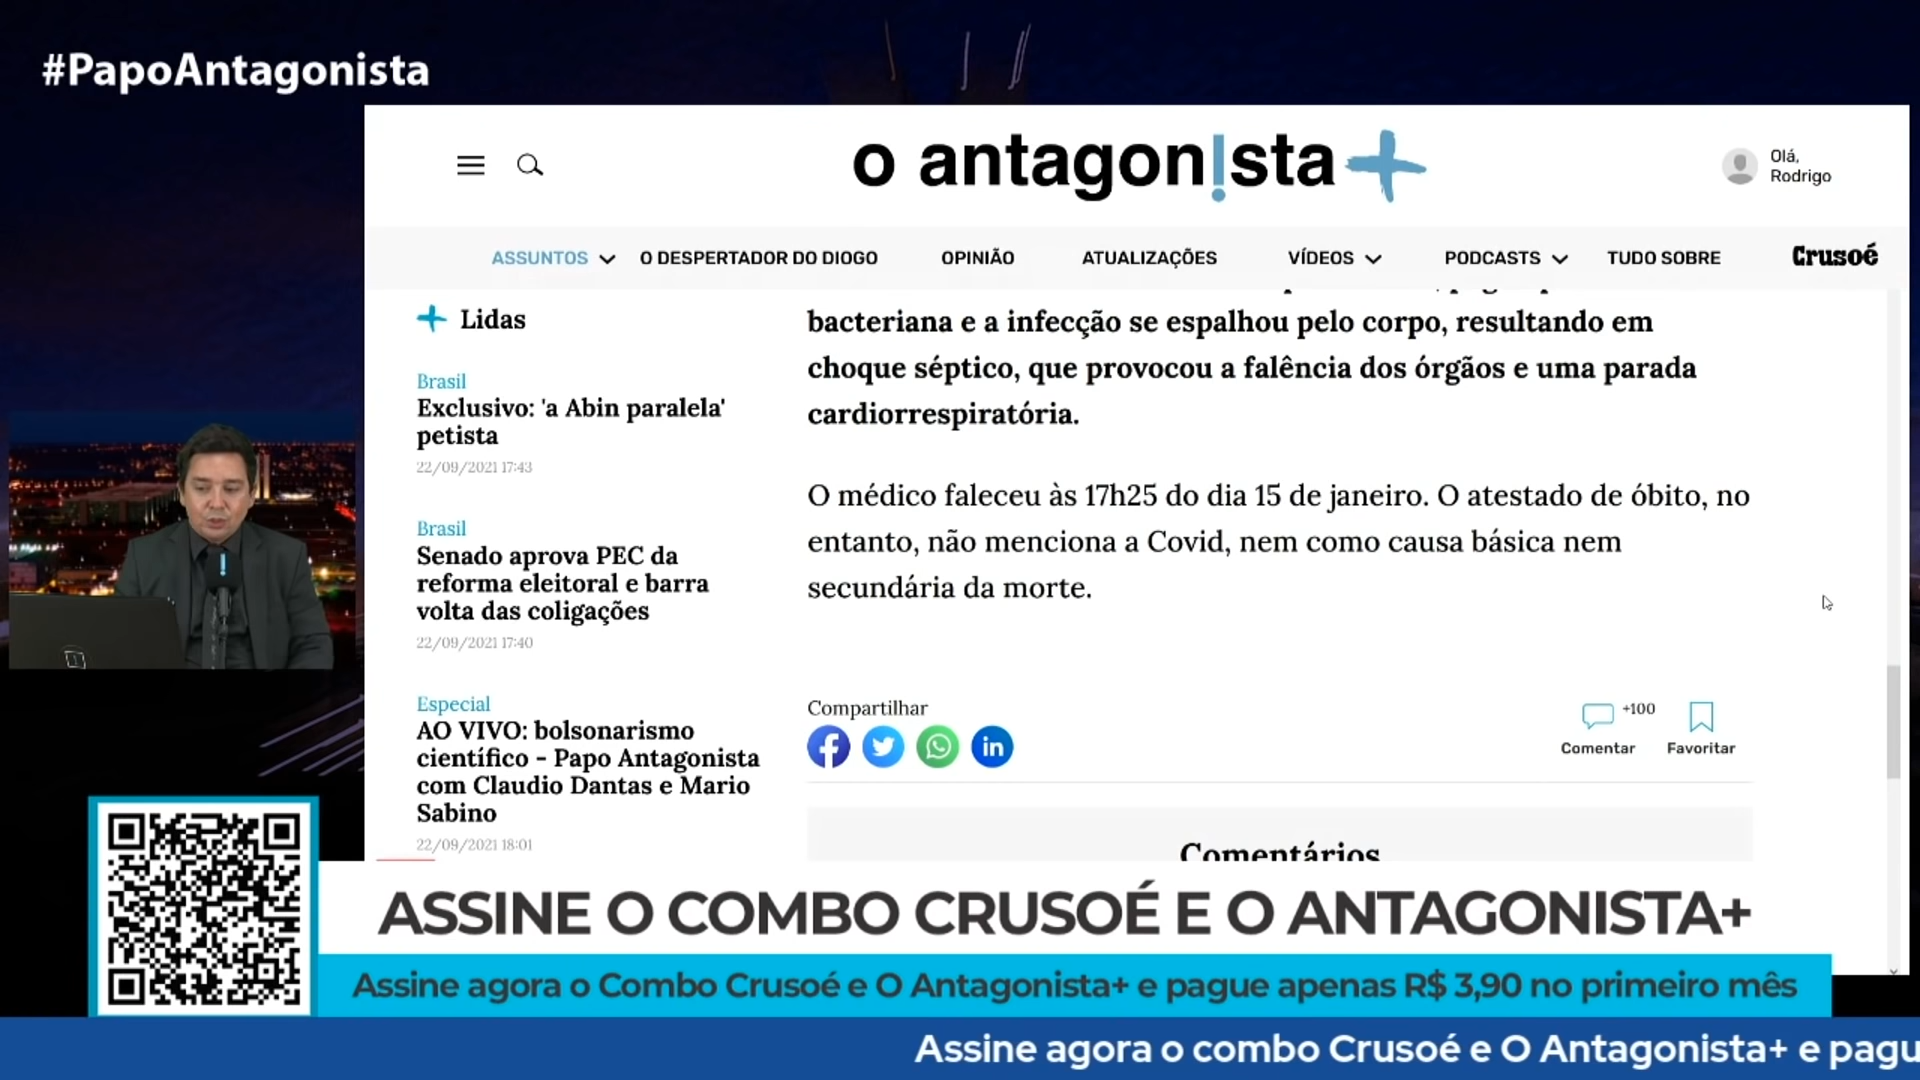 #PapoAntagonista
o antagon!sta+
Olá,
Rodrigo
ASSUNTOS
O DESPERTADOR DO DIOGO
OPINIÃO
ATUALIZAÇÕES
VÍDEOS
PODCASTS
TUDO SOBRE
Crusoé
Lidas
Brasil
Exclusivo: 'a Abin paralela'
petista
22/09/2021 17:43
Brasil
Senado aprova PEC da
reforma eleitoral e barra
volta das coligações
22/09/2021 17:40
Especial
AO VIVO: bolsonarismo
científico - Papo Antagonista
com Claudio Dantas e Mario
Sabino
22/09/2021 18:01
bacteriana e a infecção se espalhou pelo corpo, resultando em
choque séptico, que provocou a falência dos órgãos e uma parada
cardiorrespiratória.
O médico faleceu às 17h25 do dia 15 de janeiro. O atestado de óbito, no
entanto, não menciona a Covid, nem como causa básica nem
secundária da morte.
Compartilhar
+100
Comentar
Favoritar
Comentários
ASSINE O COMBO CRUSOÉ E O ANTAGONISTA+
Assine agora o Combo Crusoé e O Antagonista+ e pague apenas R$ 3,90 no primeiro mês
Assine agora o combo Crusoé e O Antagonista+ e pagu